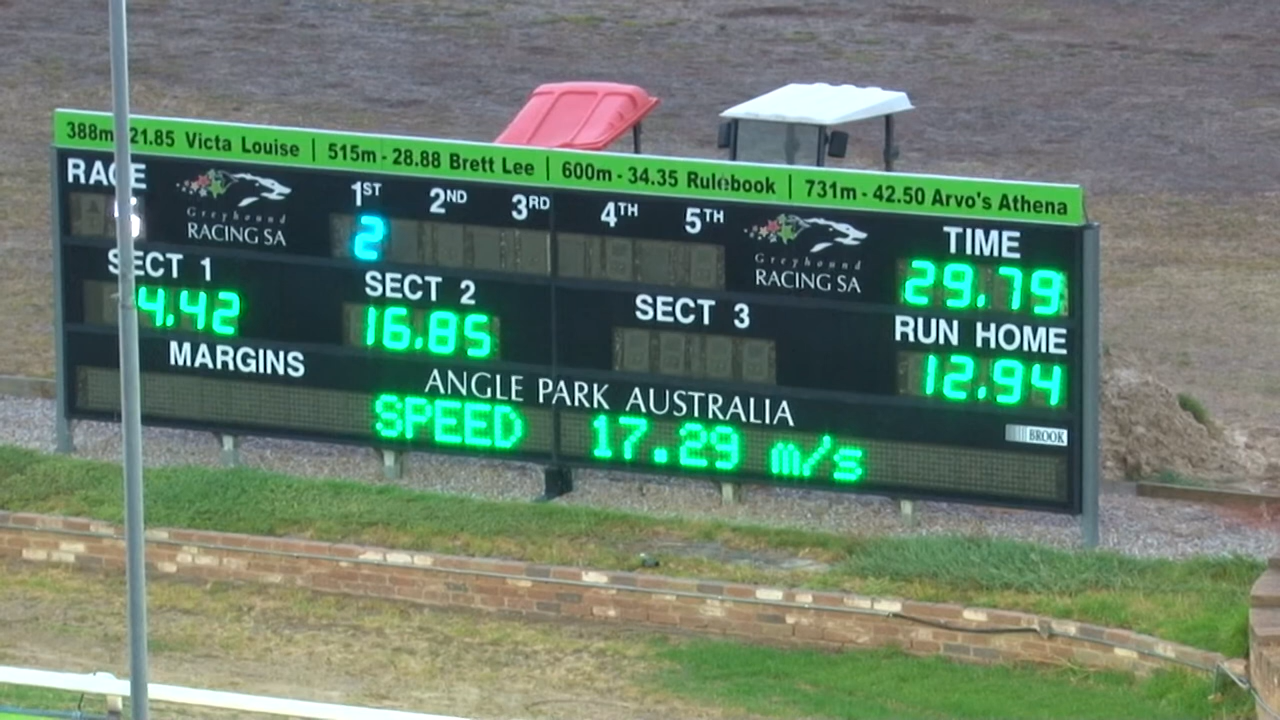 388m 21.85 Victa Louise | 515m - 28.88 Brett Lee | 600m - 34.35 Rulebook | 731m - 42.50 Arvo's Athena
RACE
Greyhound
RACING SA
1ST 2ND 3RD 4TH 5TH
2
Greyhound
RACING SA
TIME
29.79
SECT 1
4.42
SECT 2
16.85
SECT 3
RUN HOME
12.94
MARGINS
ANGLE PARK AUSTRALIA
SPEED 17.29 m/s
BROOK